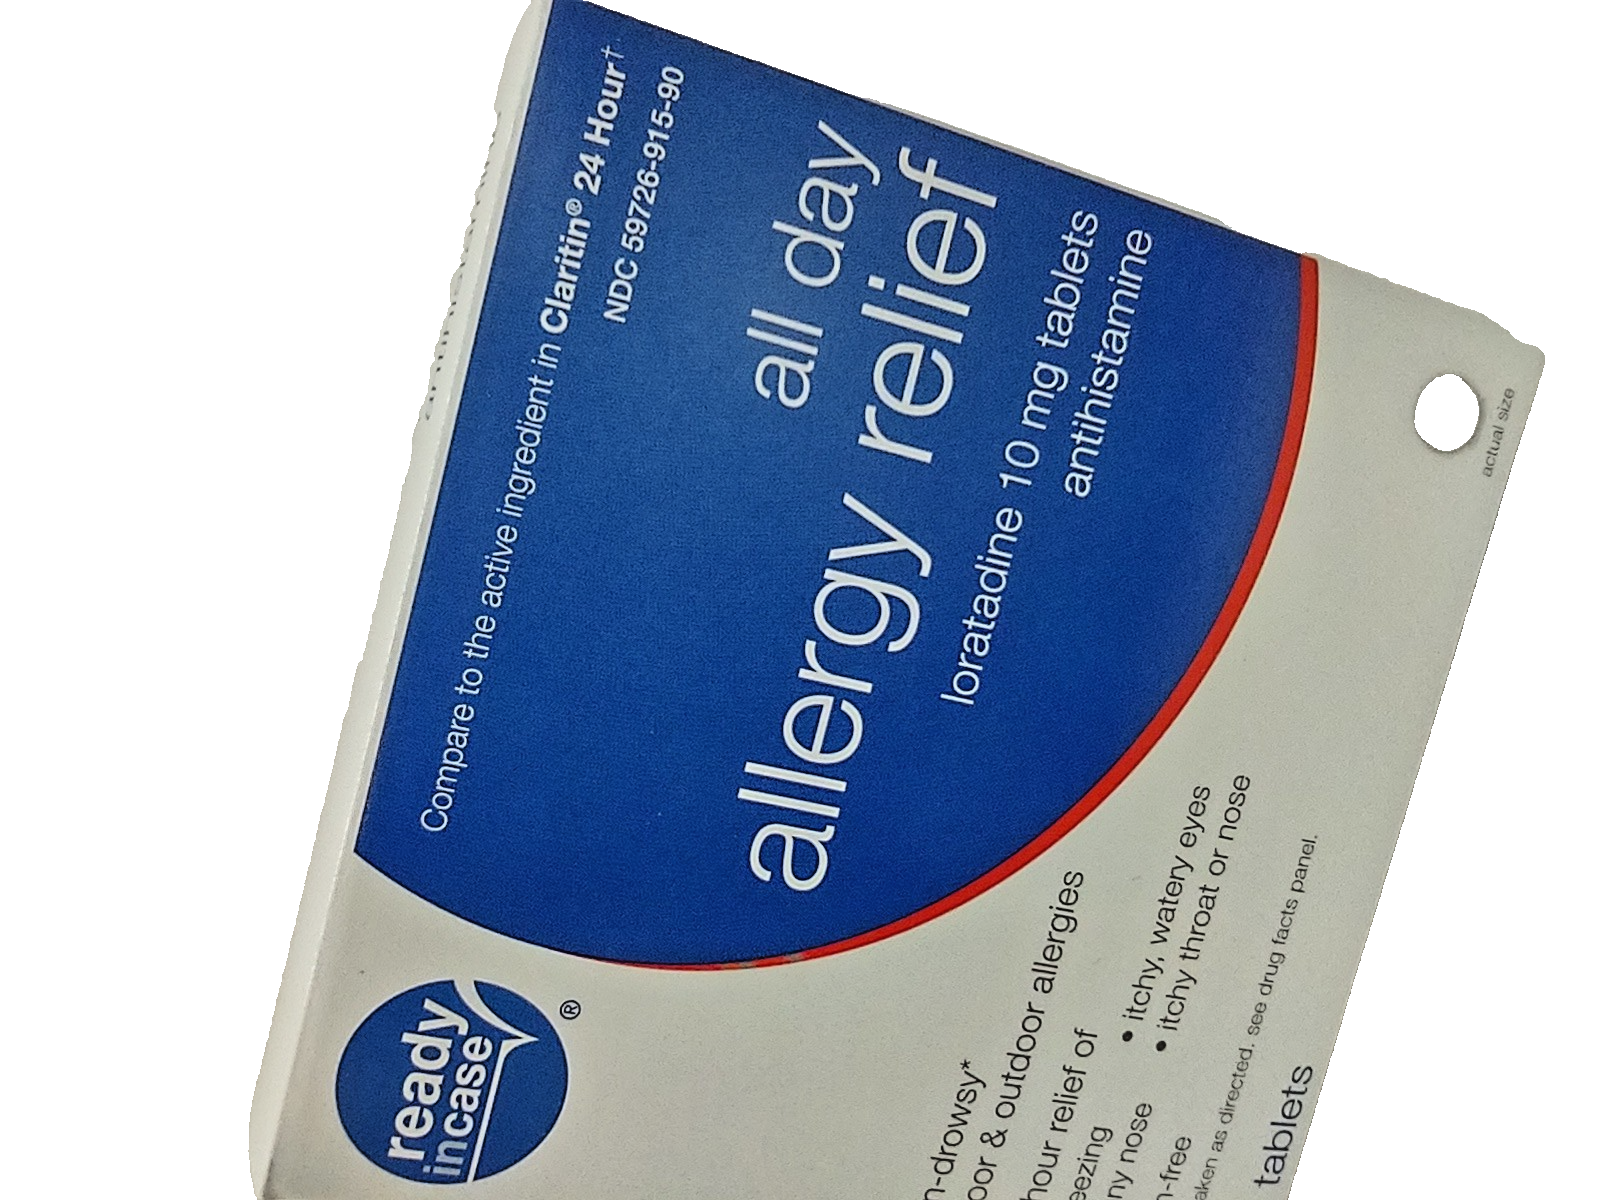 Compare to the active ingredient in Claritin® 24 Hour†
NDC 59726-915-90
all day
allergy relief
loratadine 10 mg tablets
antihistamine
ready
incase
®
n-drowsy*
oor & outdoor allergies
hour relief of
eezing
• itchy, watery eyes
ny nose
• itchy throat or nose
n-free
aken as directed. see drug facts panel.
tablets
actual size